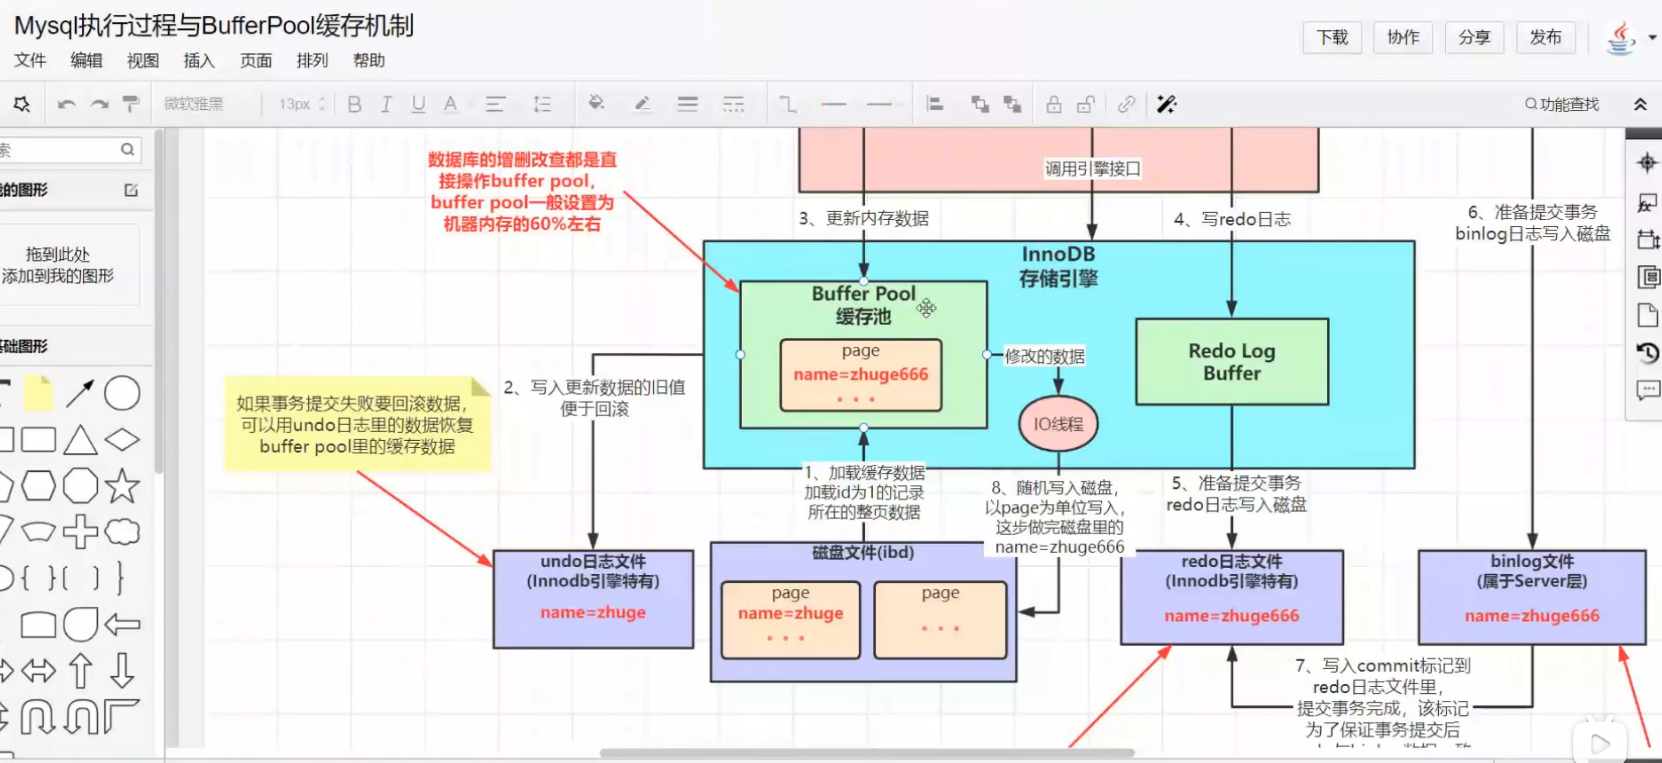 Mysql执行过程与BufferPool缓存机制
文件 编辑 视图 插入 页面 排列 帮助
下载 协作 分享 发布
微软雅黑 13px B I U A
功能查找
索
我的图形
拖到此处
添加到我的图形
基础图形
数据库的增删改查都是直
接操作buffer pool,
buffer pool一般设置为
机器内存的60%左右
调用引擎接口
3、更新内存数据
4、写redo日志
6、准备提交事务
binlog日志写入磁盘
InnoDB
存储引擎
Buffer Pool
缓存池
page
name=zhuge666
修改的数据
IO线程
Redo Log
Buffer
2、写入更新数据的旧值
便于回滚
如果事务提交失败要回滚数据，
可以用undo日志里的数据恢复
buffer pool里的缓存数据
1、加载缓存数据
加载id为1的记录
所在的整页数据
8、随机写入磁盘，
以page为单位写入，
这步做完磁盘里的
name=zhuge666
5、准备提交事务
redo日志写入磁盘
undo日志文件
(Innodb引擎特有)
name=zhuge
磁盘文件(ibd)
page
name=zhuge
page
redo日志文件
(Innodb引擎特有)
name=zhuge666
binlog文件
(属于Server层)
name=zhuge666
7、写入commit标记到
redo日志文件里，
提交事务完成，该标记
为了保证事务提交后